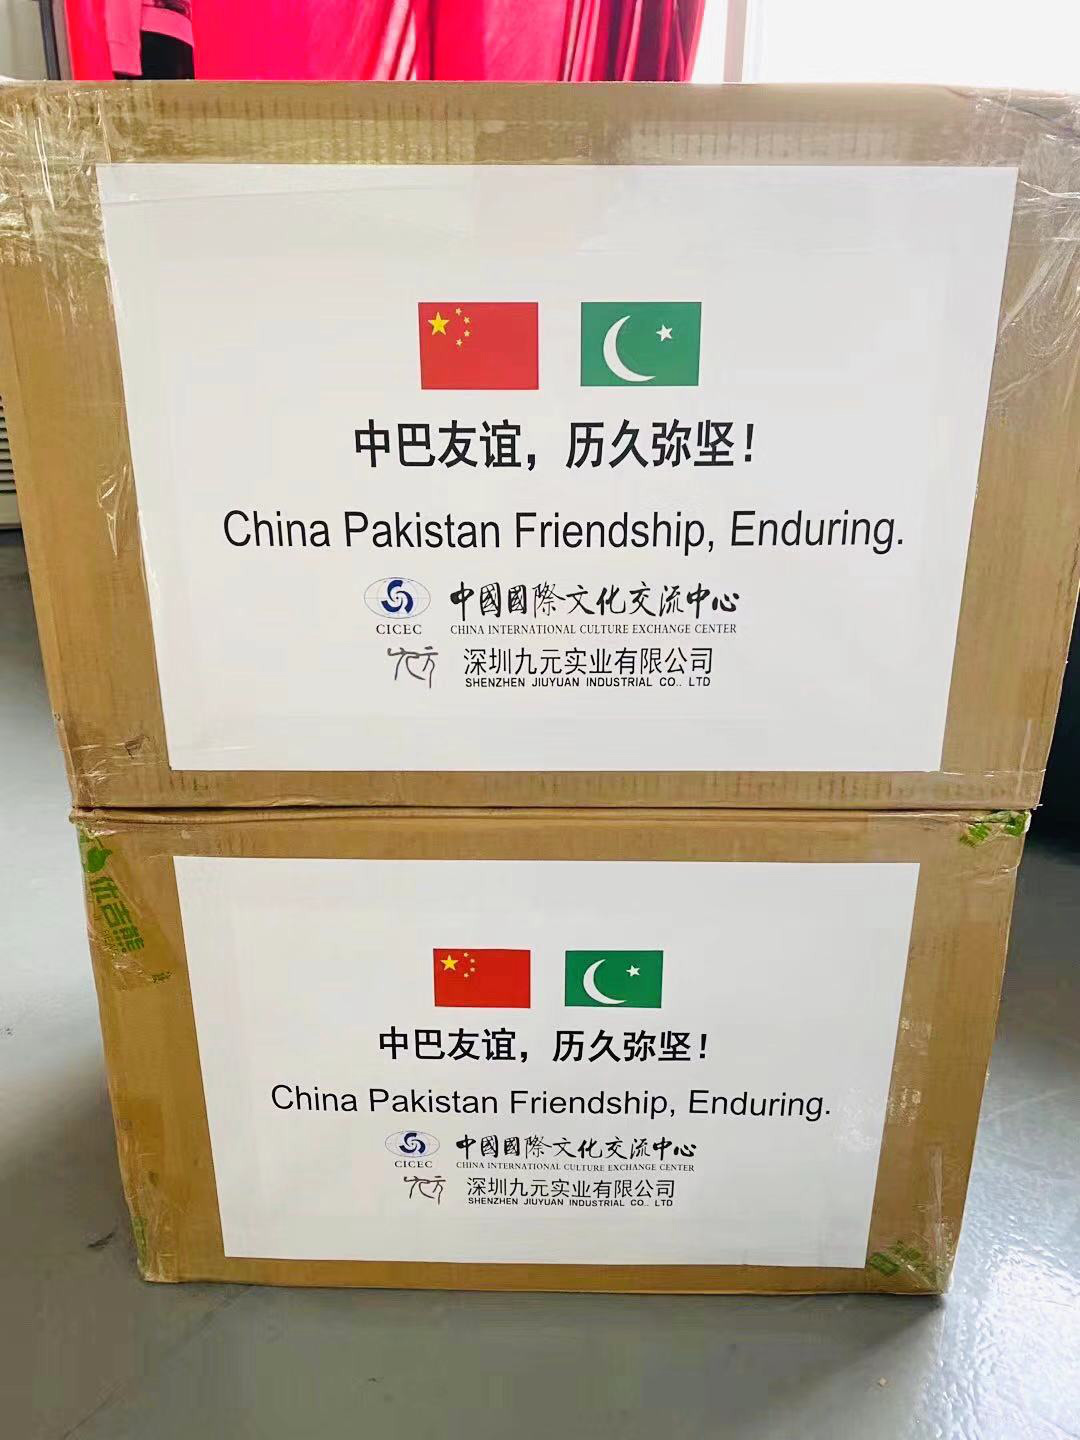 中巴友谊，历久弥坚！
China Pakistan Friendship, Enduring.
中國國際文化交流中心
CICEC
CHINA INTERNATIONAL CULTURE EXCHANGE CENTER
深圳九元实业有限公司
SHENZHEN JIUYUAN INDUSTRIAL CO., LTD
优吉熊
中巴友谊，历久弥坚！
China Pakistan Friendship, Enduring.
中國國際文化交流中心
CICEC
CHINA INTERNATIONAL CULTURE EXCHANGE CENTER
深圳九元实业有限公司
SHENZHEN JIUYUAN INDUSTRIAL CO., LTD